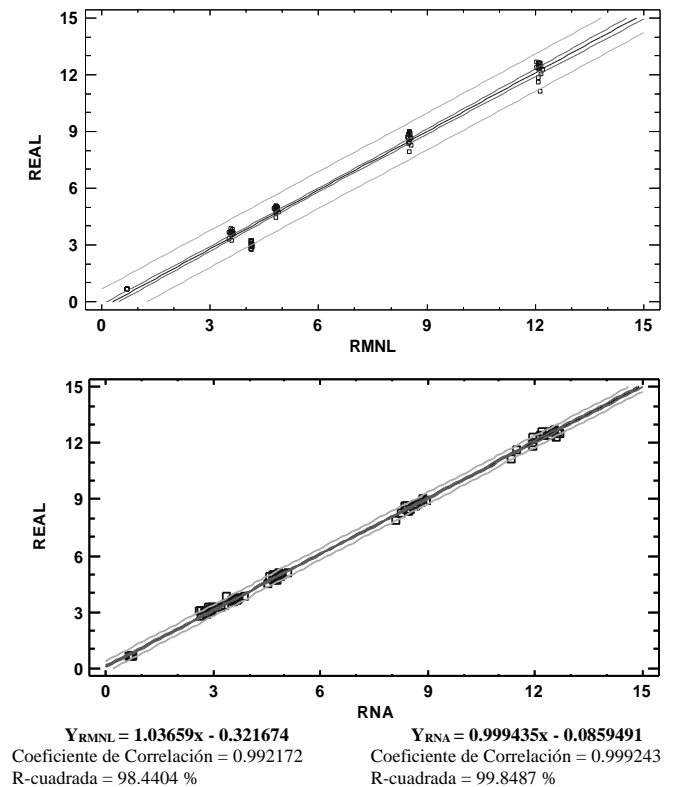 15
12
9
6
3
0
REAL
0 3 6 9 12 15
RMNL
15
12
9
6
3
0
REAL
0 3 6 9 12 15
RNA
YRMNL = 1.03659x - 0.321674
Coeficiente de Correlación = 0.992172
R-cuadrada = 98.4404 %
YRNA = 0.999435x - 0.0859491
Coeficiente de Correlación = 0.999243
R-cuadrada = 99.8487 %